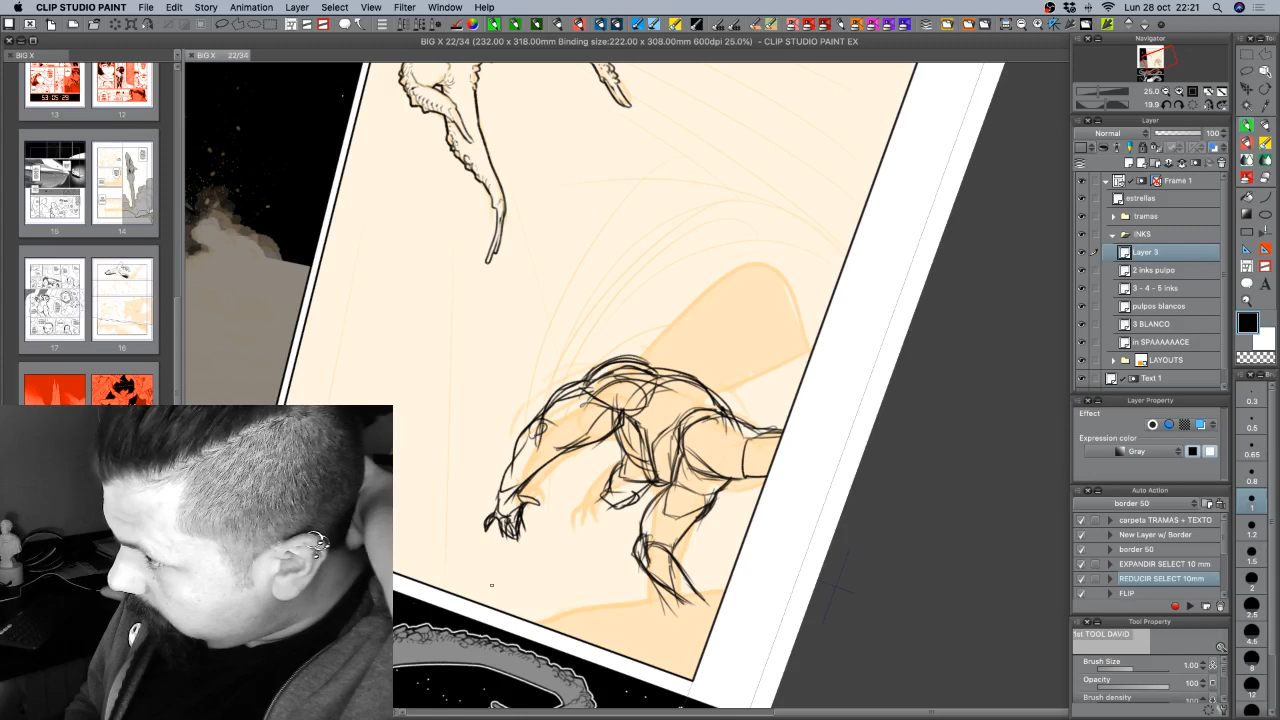 CLIP STUDIO PAINT File Edit Story Animation Layer Select View Filter Window Help
Lun 28 oct 22:21
BIG X 22/34 (232.00 x 318.00mm Binding size:222.00 x 308.00mm 600dpi 25.0%) - CLIP STUDIO PAINT EX
BIG X
BIG X 22/34
13 12
15 14
17 16
Navigator
25.0
19.9
Layer
Normal 100
Frame 1
estrellas
tramas
INKS
Layer 3
2 inks pulpo
3 - 4 - 5 inks
pulpos blancos
3 BLANCO
in SPAAAAAACE
LAYOUTS
Text 1
Layer Property
Effect
Expression color
Gray
Auto Action
border 50
carpeta TRAMAS + TEXTO
New Layer w/ Border
border 50
EXPANDIR SELECT 10 mm
REDUCIR SELECT 10mm
FLIP
Tool Property
1st TOOL DAVID
Brush Size 1.00
Opacity 100
Brush density
To
Br
0.3
0.5
0.65
0.8
1
1.2
1.5
2
2.5
4.5
8
12